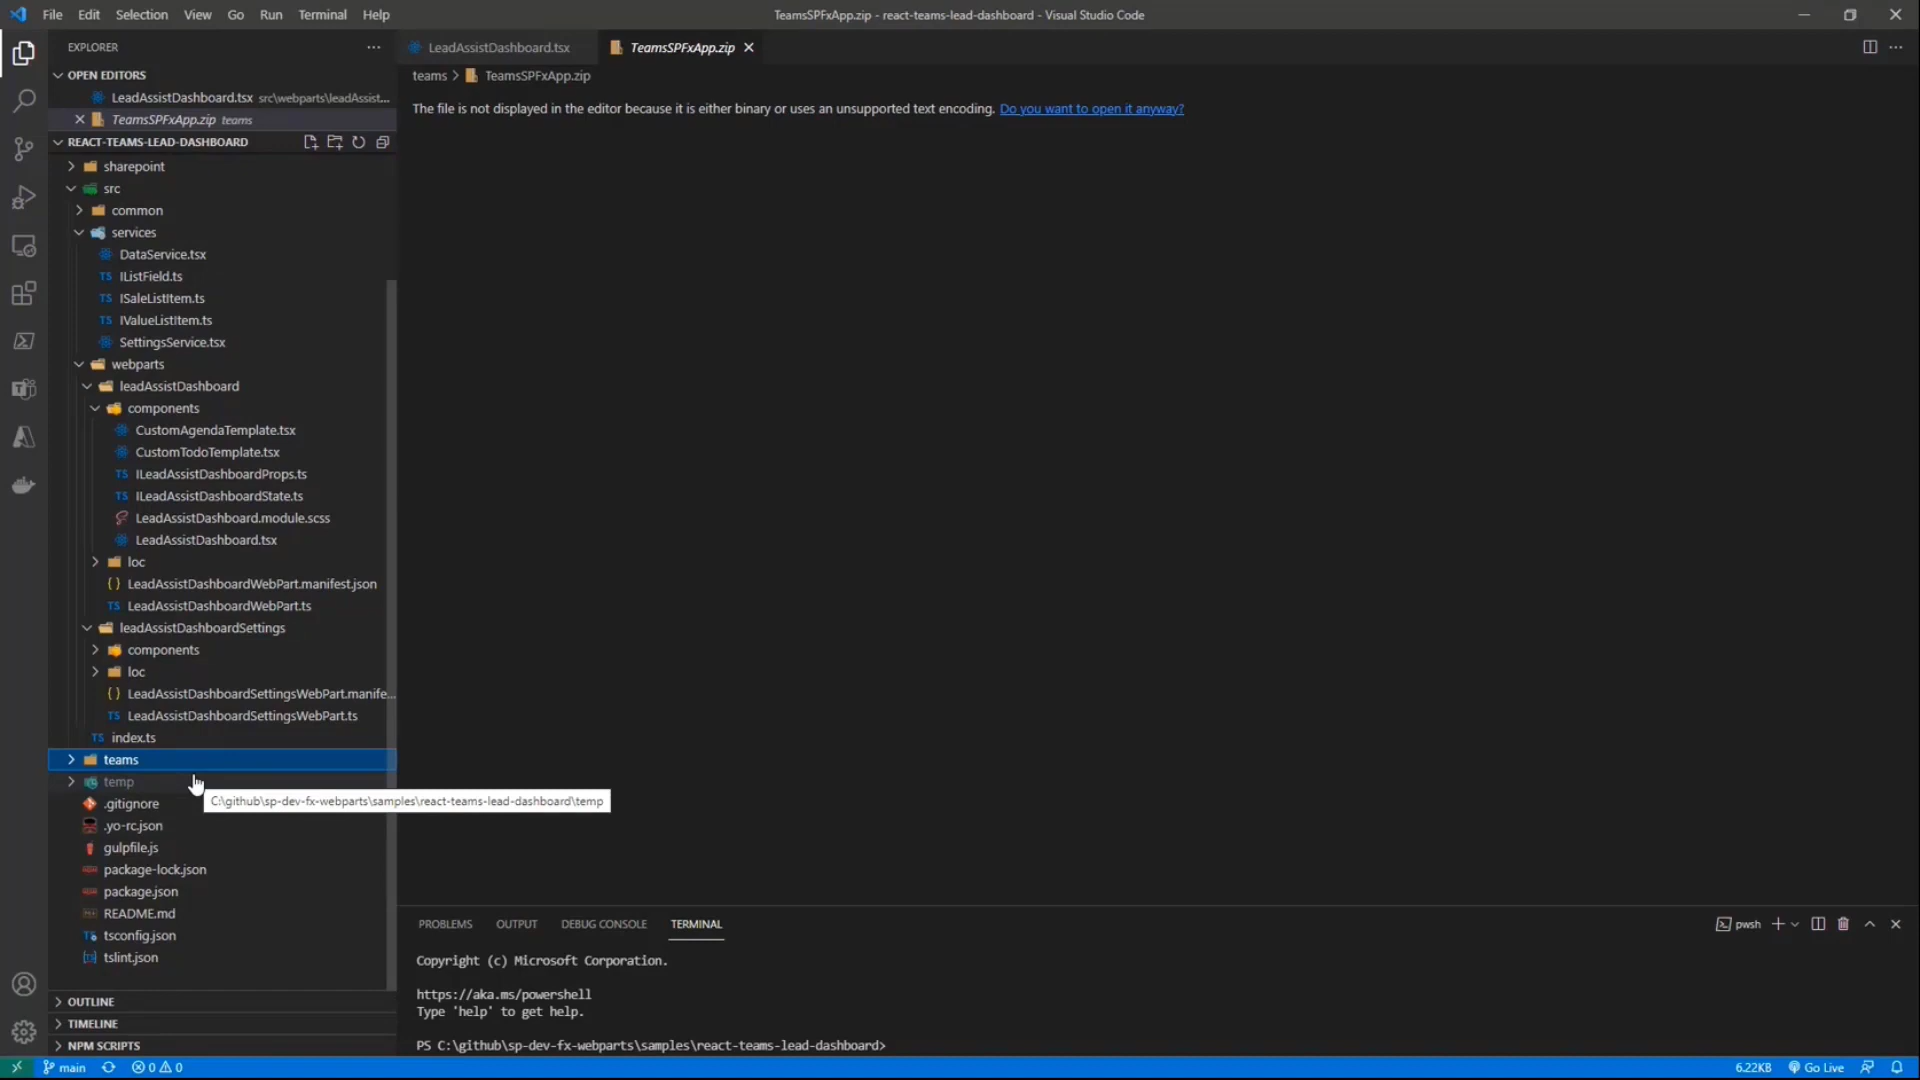 File Edit Selection View Go Run Terminal Help
TeamsSPFxApp.zip - react-teams-lead-dashboard - Visual Studio Code
EXPLORER
OPEN EDITORS
LeadAssistDashboard.tsx src\webparts\leadAssist...
TeamsSPFxApp.zip teams
REACT-TEAMS-LEAD-DASHBOARD
sharepoint
src
common
services
DataService.tsx
TS IListField.ts
TS ISaleListItem.ts
TS IValueListItem.ts
SettingsService.tsx
webparts
leadAssistDashboard
components
CustomAgendaTemplate.tsx
CustomTodoTemplate.tsx
TS ILeadAssistDashboardProps.ts
TS ILeadAssistDashboardState.ts
LeadAssistDashboard.module.scss
LeadAssistDashboard.tsx
loc
{} LeadAssistDashboardWebPart.manifest.json
TS LeadAssistDashboardWebPart.ts
leadAssistDashboardSettings
components
loc
{} LeadAssistDashboardSettingsWebPart.manife...
TS LeadAssistDashboardSettingsWebPart.ts
TS index.ts
teams
temp
C:\github\sp-dev-fx-webparts\samples\react-teams-lead-dashboard\temp
.gitignore
.yo-rc.json
gulpfile.js
package-lock.json
package.json
README.md
tsconfig.json
tslint.json
OUTLINE
TIMELINE
NPM SCRIPTS
LeadAssistDashboard.tsx
TeamsSPFxApp.zip
teams > TeamsSPFxApp.zip
The file is not displayed in the editor because it is either binary or uses an unsupported text encoding. Do you want to open it anyway?
PROBLEMS OUTPUT DEBUG CONSOLE TERMINAL
pwsh
Copyright (c) Microsoft Corporation.
https://aka.ms/powershell
Type 'help' to get help.
PS C:\github\sp-dev-fx-webparts\samples\react-teams-lead-dashboard>
main 0 0
6.22KB Go Live